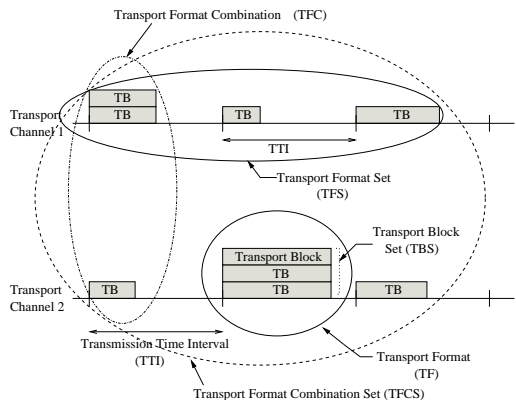 Transport Format Combination (TFC)
TB
Transport
Channel 1
TB
TB
TB
TTI
Transport Format Set
(TFS)
Transport Block
Set (TBS)
Transport Block
TB
Transport
Channel 2
TB
TB
TB
Transmission Time Interval
(TTI)
Transport Format
(TF)
Transport Format Combination Set (TFCS)